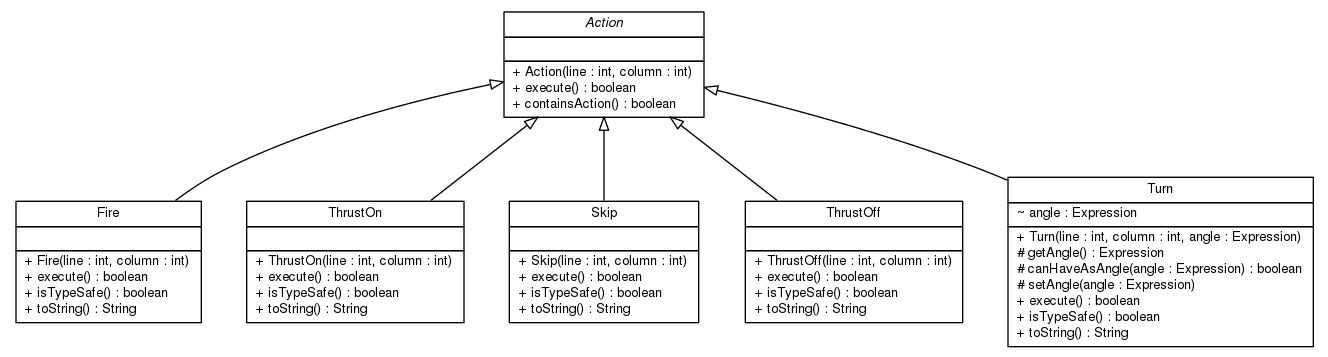 Action
+ Action(line : int, column : int)
+ execute() : boolean
+ containsAction() : boolean
Fire
+ Fire(line : int, column : int)
+ execute() : boolean
+ isTypeSafe() : boolean
+ toString() : String
ThrustOn
+ ThrustOn(line : int, column : int)
+ execute() : boolean
+ isTypeSafe() : boolean
+ toString() : String
Skip
+ Skip(line : int, column : int)
+ execute() : boolean
+ isTypeSafe() : boolean
+ toString() : String
ThrustOff
+ ThrustOff(line : int, column : int)
+ execute() : boolean
+ isTypeSafe() : boolean
+ toString() : String
Turn
~ angle : Expression
+ Turn(line : int, column : int, angle : Expression)
# getAngle() : Expression
# canHaveAsAngle(angle : Expression) : boolean
# setAngle(angle : Expression)
+ execute() : boolean
+ isTypeSafe() : boolean
+ toString() : String